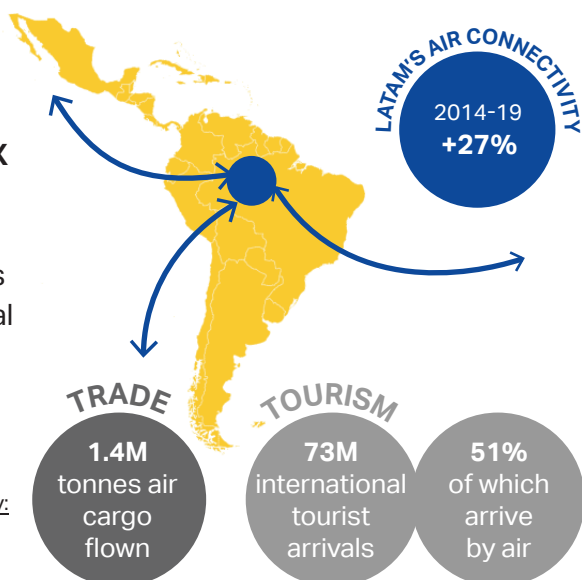 LATAM'S AIR CONNECTIVITY
2014-19
+27%
TRADE
1.4M
tonnes air
cargo
flown
TOURISM
73M
international
tourist
arrivals
51%
of which
arrive
by air